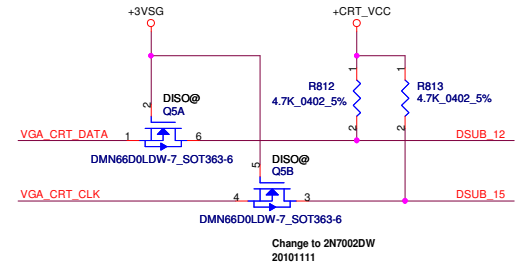 +3VSG
+CRT_VCC
1
1
R812
4.7K_0402_5%
R813
4.7K_0402_5%
2
DISO@
Q5A
2
2
VGA_CRT_DATA
1
6
DSUB_12
DMN66D0LDW-7_SOT363-6
5
DISO@
Q5B
VGA_CRT_CLK
4
3
DSUB_15
DMN66D0LDW-7_SOT363-6
Change to 2N7002DW
20101111